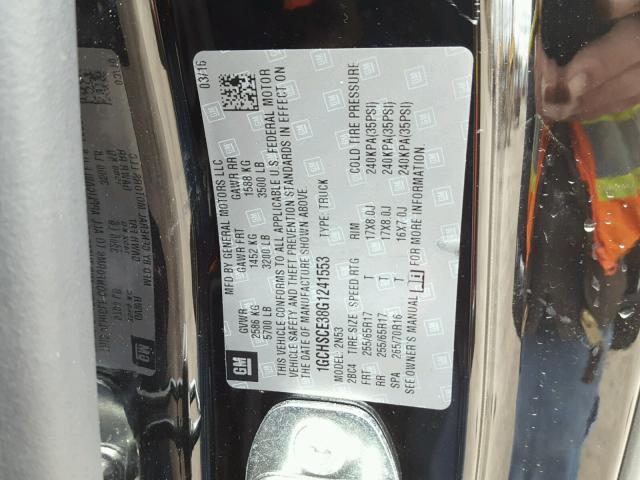 03/16
GM
MFD BY GENERAL MOTORS LLC
GVWR GAWR FRT GAWR RR
2586 KG 1452 KG 1588 KG
5700 LB 3200 LB 3500 LB
THIS VEHICLE CONFORMS TO ALL APPLICABLE U.S. FEDERAL MOTOR
VEHICLE SAFETY AND THEFT PREVENTION STANDARDS IN EFFECT ON
THE DATE OF MANUFACTURE SHOWN ABOVE.
1GCHSCE38G1241553 TYPE: TRUCK
MODEL: 2N53
2BC4 TIRE SIZE SPEED RTG RIM COLD TIRE PRESSURE
FRT 255/65R17 T 17X8.0J 240KPA(35PSI)
RR 255/65R17 T 17X8.0J 240KPA(35PSI)
SPA 265/70R16 T 16X7.0J 240KPA(35PSI)
SEE OWNER'S MANUAL FOR MORE INFORMATION.